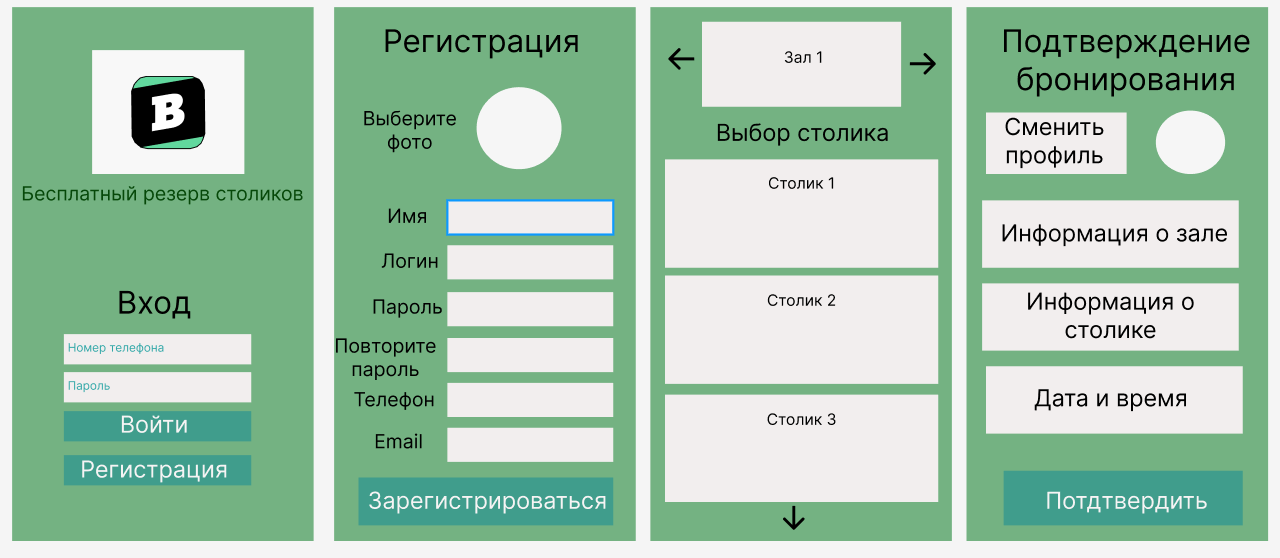 B
Бесплатный резерв столиков
Вход
Номер телефона
Пароль
Войти
Регистрация
Регистрация
Выберите
фото
Имя
Логин
Пароль
Повторите
пароль
Телефон
Email
Зарегистрироваться
Зал 1
Выбор столика
Столик 1
Столик 2
Столик 3
Подтверждение
бронирования
Сменить
профиль
Информация о зале
Информация о
столике
Дата и время
Потдтвердить